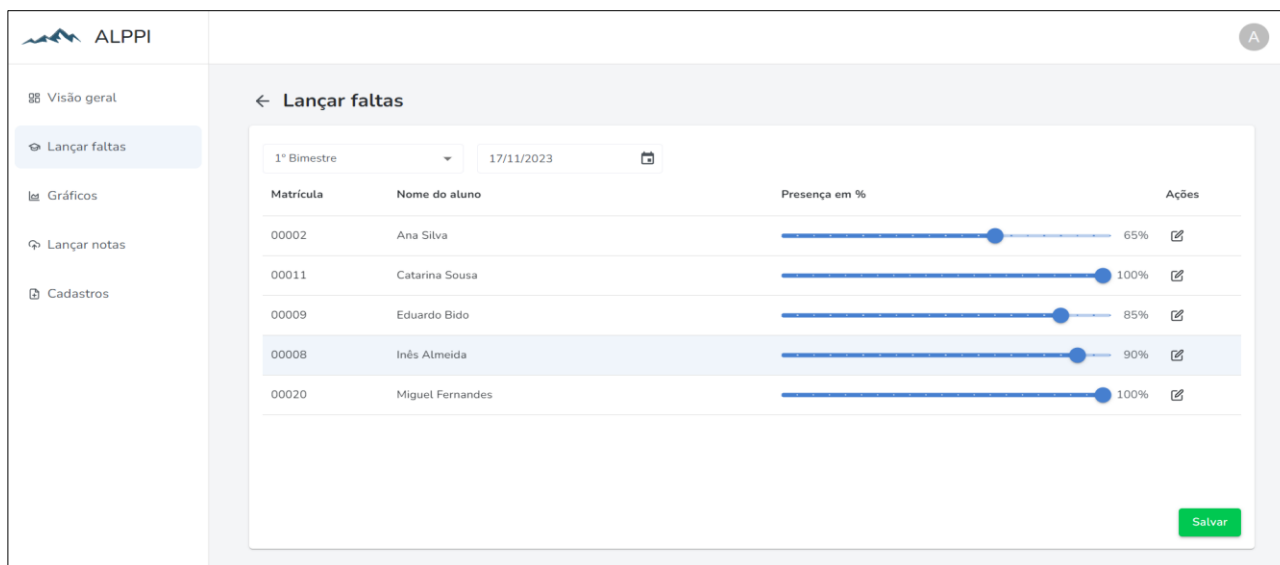 ALPPI
A
Visão geral
Lançar faltas
Gráficos
Lançar notas
Cadastros
Lançar faltas
1º Bimestre 17/11/2023
Matrícula Nome do aluno Presença em % Ações
00002 Ana Silva 65%
00011 Catarina Sousa 100%
00009 Eduardo Bido 85%
00008 Inês Almeida 90%
00020 Miguel Fernandes 100%
Salvar